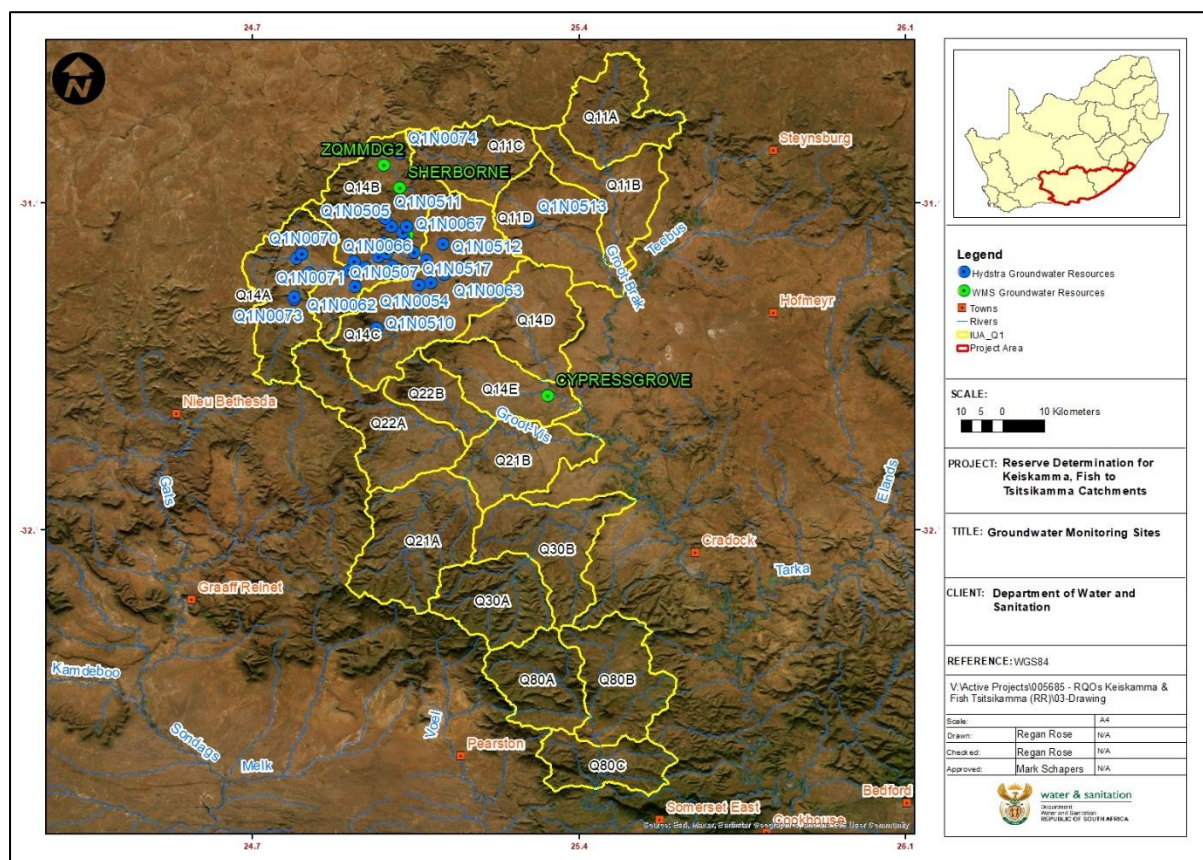 24.7
25.4
26.1
N
Q11A
Steynsburg
Q1N0074
Q11C
ZQMMDG2
SHERBORNE
Q14B
Q11B
-31.1
Q1N0511
Q1N0505
Q1N0513
Q11D
Q1N0067
Teebus
Q1N0070
Q1N0066
Q1N0512
Groot-Brak
Q1N0507
Q1N0517
Q1N0071
Q14A
Q1N0062
Q1N0054
Q1N0063
Q1N0073
Q1N0510
Q14D
Hofmeyr
Q14C
CYPRESSGROVE
Q14E
Q22B
Nieu Bethesda
Q22A
Groot-Vis
Q21B
Gats
Elands
-32.
Q21A
Q30B
Cradock
Tarka
Graaff Reinet
Q30A
Kamdeboo
Q80A
Q80B
Voel
Sondags
Pearston
Melk
Q80C
Bedford
Somerset East
Cookhouse
24.7
25.4
26.1
Legend
Hydstra Groundwater Resources
WMS Groundwater Resources
Towns
Rivers
IUA_Q1
Project Area
SCALE:
10 5 0 10 Kilometers
PROJECT: Reserve Determination for
Keiskamma, Fish to
Tsitsikamma Catchments
TITLE: Groundwater Monitoring Sites
CLIENT: Department of Water and
Sanitation
REFERENCE: WGS84
V:\Active Projects\005685 - RQOs Keiskamma &
Fish Tsitsikamma (RR)\03-Drawing
Scale: A4
Drawn: Regan Rose N/A
Checked: Regan Rose N/A
Approved: Mark Schapers N/A
water & sanitation
Department
Water and Sanitation
REPUBLIC OF SOUTH AFRICA